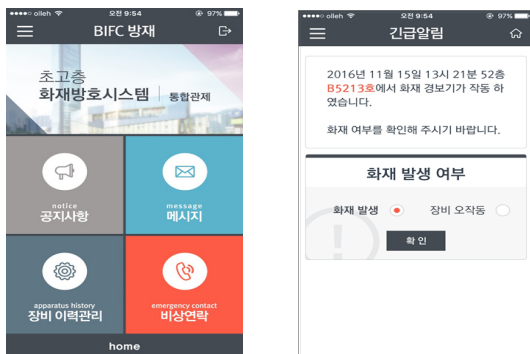 olleh 오전 9:54 97%
BIFC 방재
초고층
화재방호시스템 통합관제
notice
공지사항
message
메시지
apparatus history
장비 이력관리
emergency contact
비상연락
home
olleh 오전 9:54 97%
긴급알림
2016년 11월 15일 13시 21분 52층
B5213호에서 화재 경보기가 작동 하
였습니다.
화재 여부를 확인해 주시기 바랍니다.
화재 발생 여부
화재 발생 장비 오작동
확 인